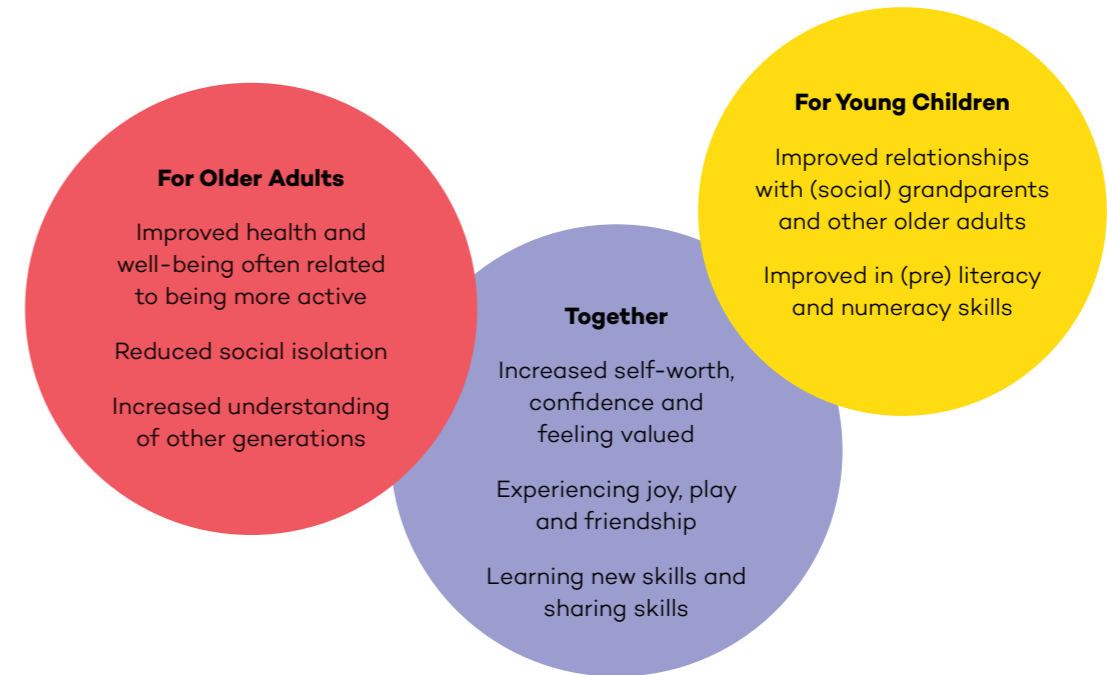 For Older Adults
Improved health and
well-being often related
to being more active
Reduced social isolation
Increased understanding
of other generations
Together
Increased self-worth,
confidence and
feeling valued
Experiencing joy, play
and friendship
Learning new skills and
sharing skills
For Young Children
Improved relationships
with (social) grandparents
and other older adults
Improved in (pre) literacy
and numeracy skills